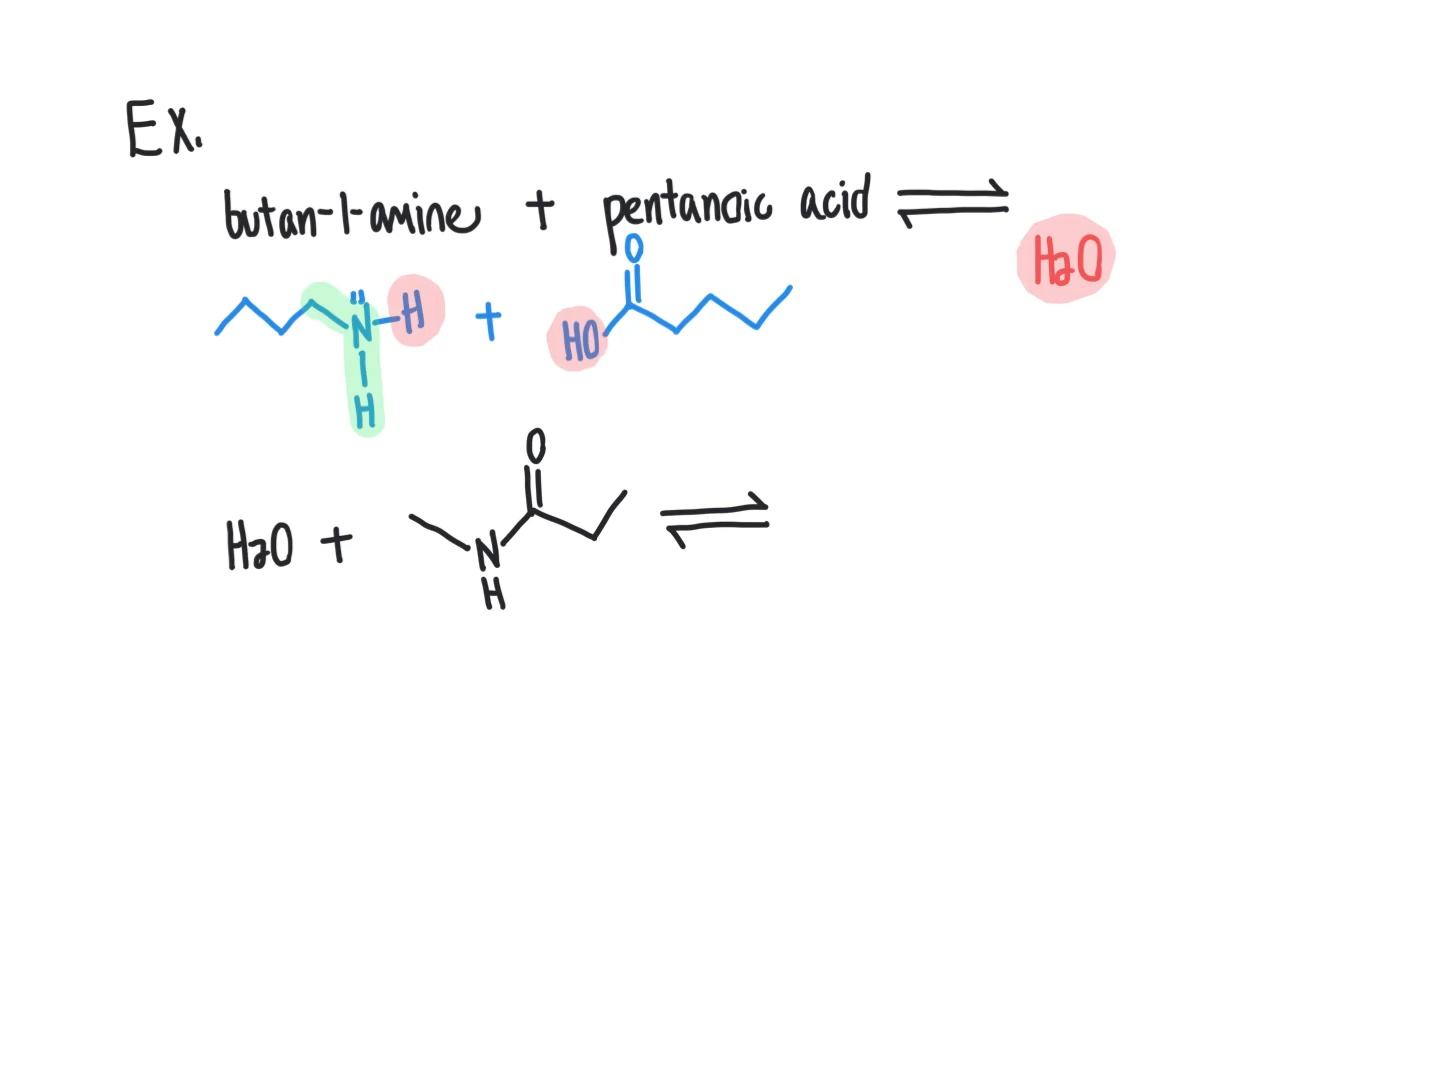 Ex.
butan-1-amine + pentanoic acid ⇌
H₂O
O
N̈ - H + HO
H
O
H₂O + N ⇌
H